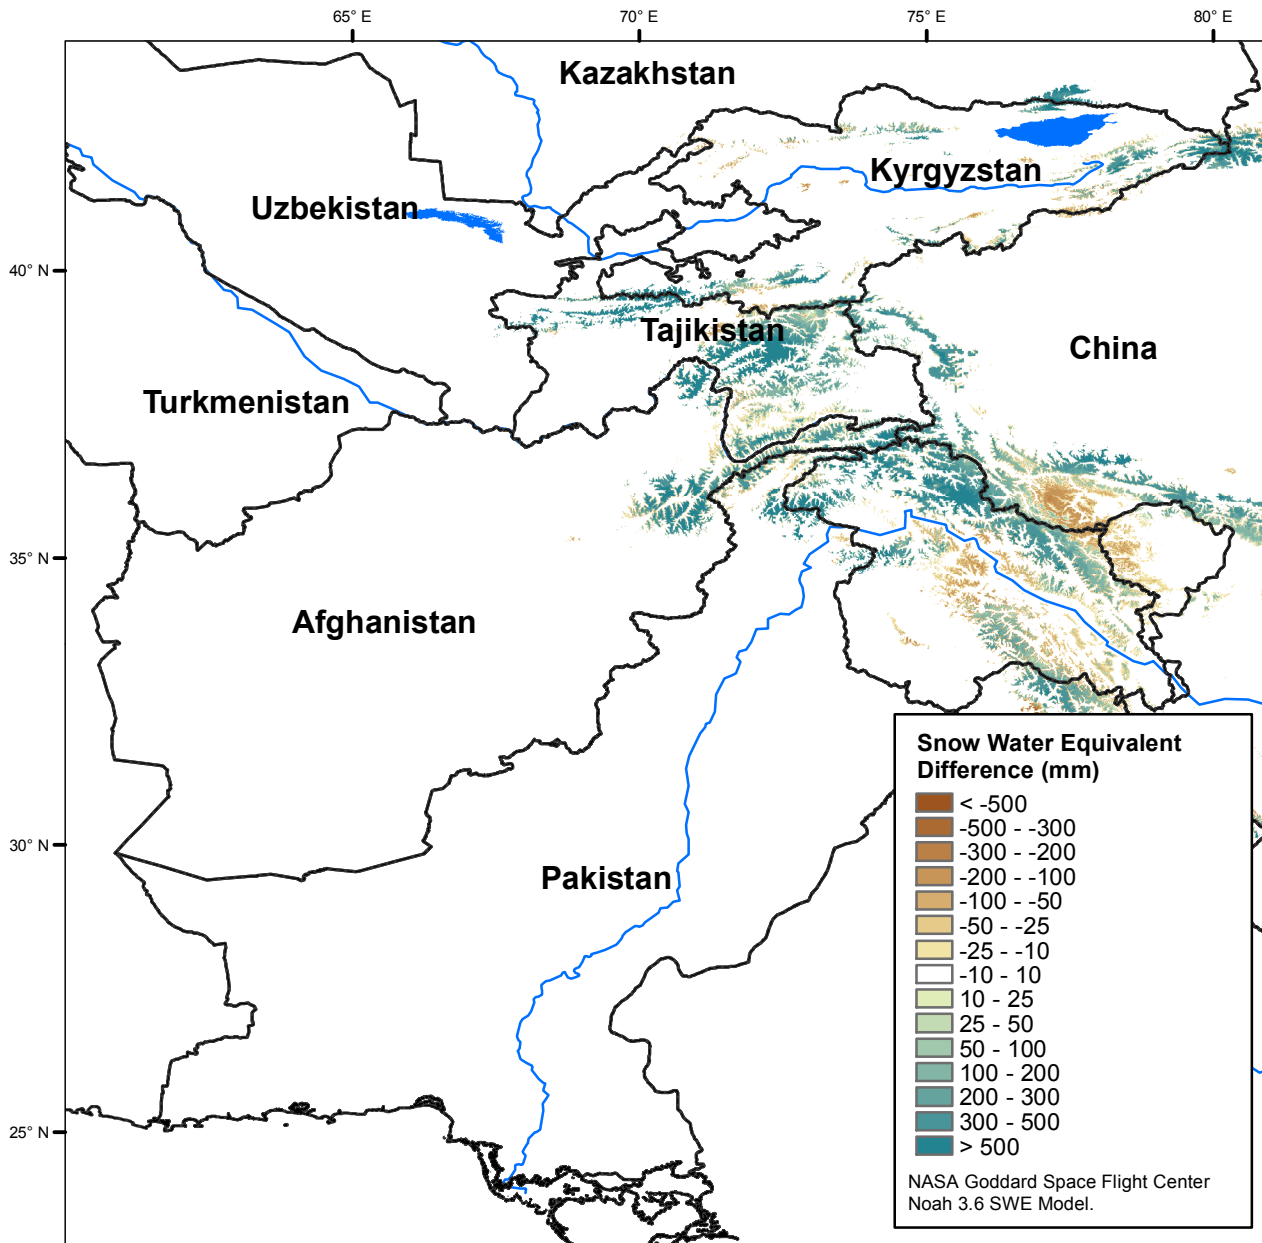 65° E
70° E
75° E
80° E
Kazakhstan
Kyrgyzstan
Uzbekistan
40° N
Tajikistan
China
Turkmenistan
35° N
Afghanistan
30° N
Pakistan
25° N
Snow Water Equivalent
Difference (mm)
< -500
-500 - -300
-300 - -200
-200 - -100
-100 - -50
-50 - -25
-25 - -10
-10 - 10
10 - 25
25 - 50
50 - 100
100 - 200
200 - 300
300 - 500
> 500
NASA Goddard Space Flight Center
Noah 3.6 SWE Model.